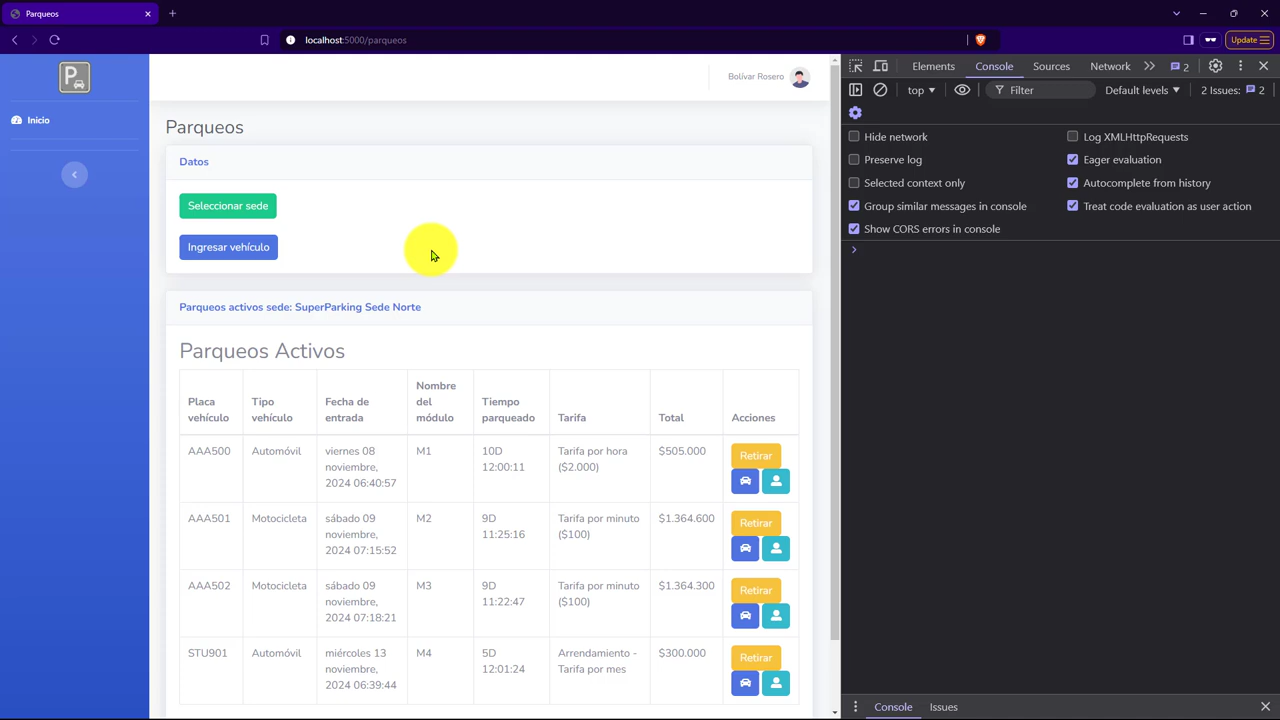 Parqueos
localhost:5000/parqueos
Update
P
Inicio
Bolívar Rosero
Parqueos
Datos
Seleccionar sede
Ingresar vehículo
Parqueos activos sede: SuperParking Sede Norte
Parqueos Activos
Placa vehículo Tipo vehículo Fecha de entrada Nombre del módulo Tiempo parqueado Tarifa Total Acciones
AAA500 Automóvil viernes 08 noviembre, 2024 06:40:57 M1 10D 12:00:11 Tarifa por hora ($2.000) $505.000 Retirar
AAA501 Motocicleta sábado 09 noviembre, 2024 07:15:52 M2 9D 11:25:16 Tarifa por minuto ($100) $1.364.600 Retirar
AAA502 Motocicleta sábado 09 noviembre, 2024 07:18:21 M3 9D 11:22:47 Tarifa por minuto ($100) $1.364.300 Retirar
STU901 Automóvil miércoles 13 noviembre, 2024 06:39:44 M4 5D 12:01:24 Arrendamiento - Tarifa por mes $300.000 Retirar
Elements Console Sources Network 2
top Filter Default levels 2 Issues: 2
Hide network Log XMLHttpRequests
Preserve log Eager evaluation
Selected context only Autocomplete from history
Group similar messages in console Treat code evaluation as user action
Show CORS errors in console
Console Issues